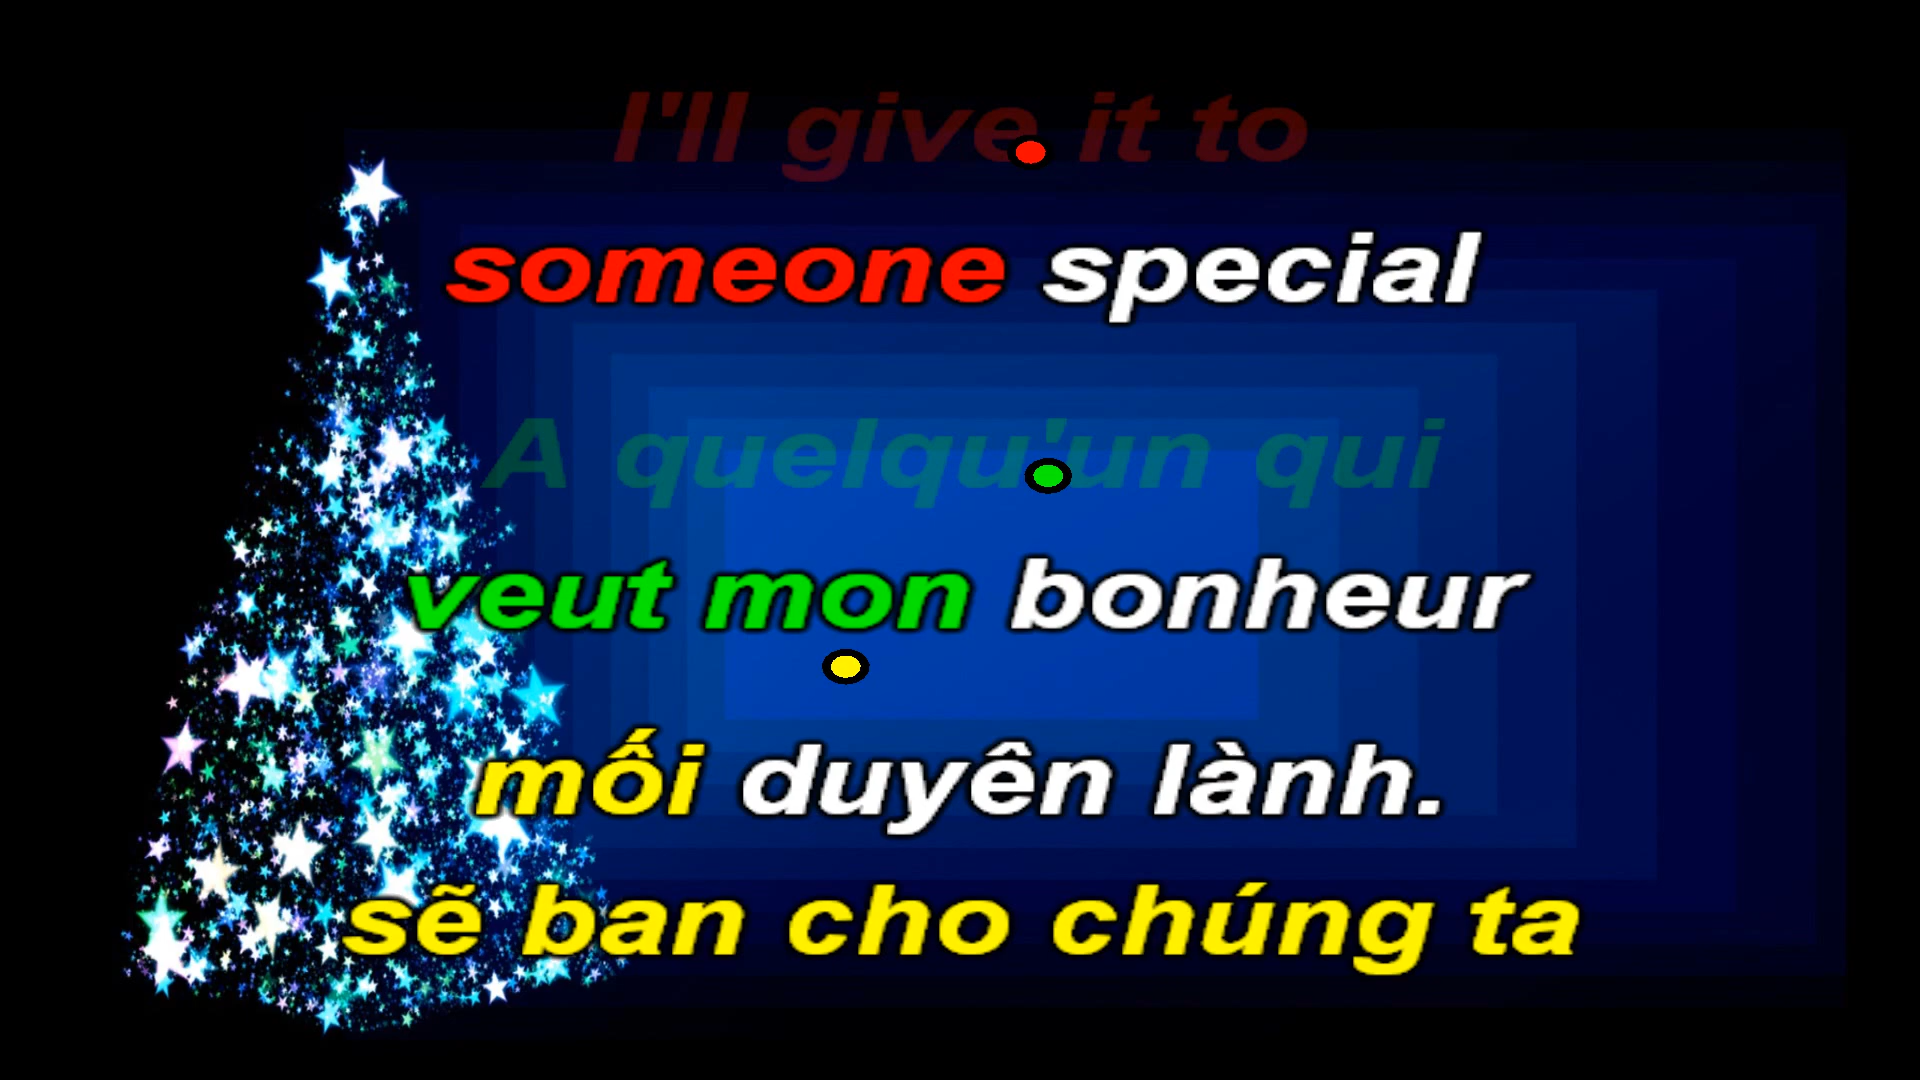 I'll give it to
someone special
A quelqu'un qui
veut mon bonheur
mối duyên lành.
sẽ ban cho chúng ta